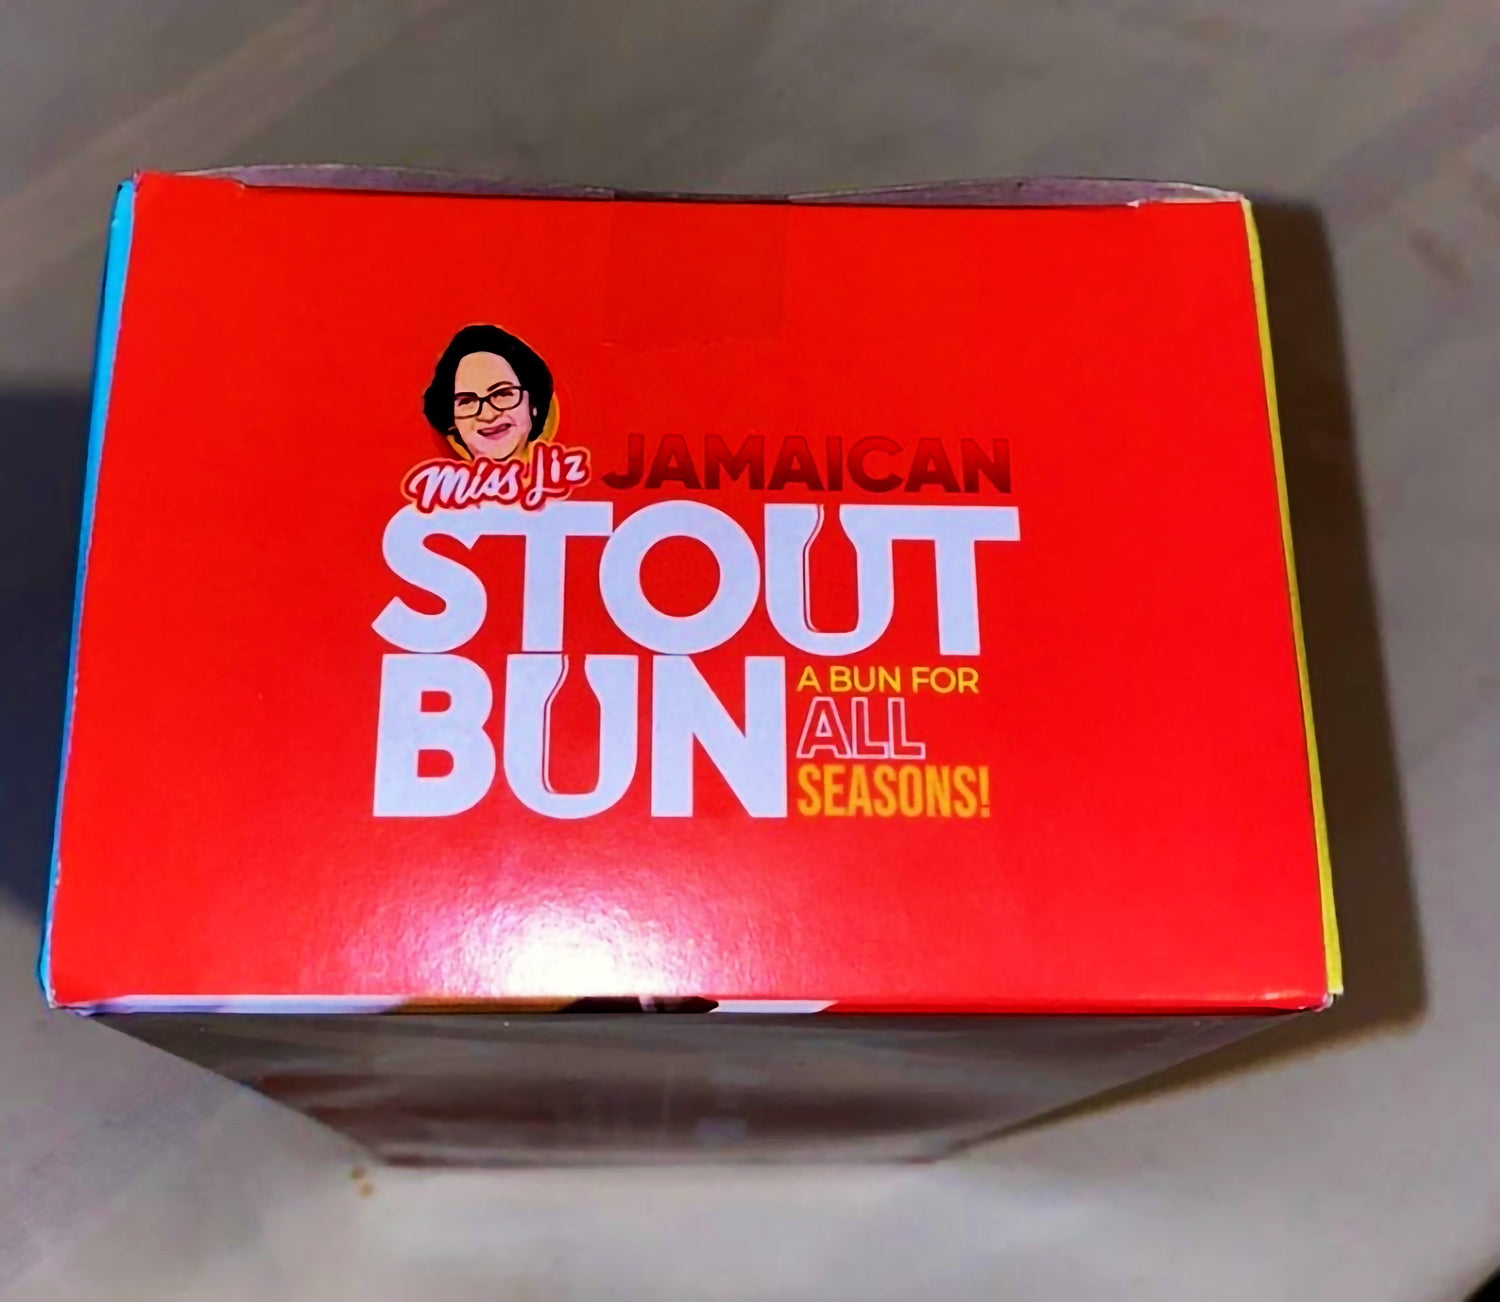 Miss Liz JAMAICAN
STOUT
BUN
A BUN FOR
ALL
SEASONS!